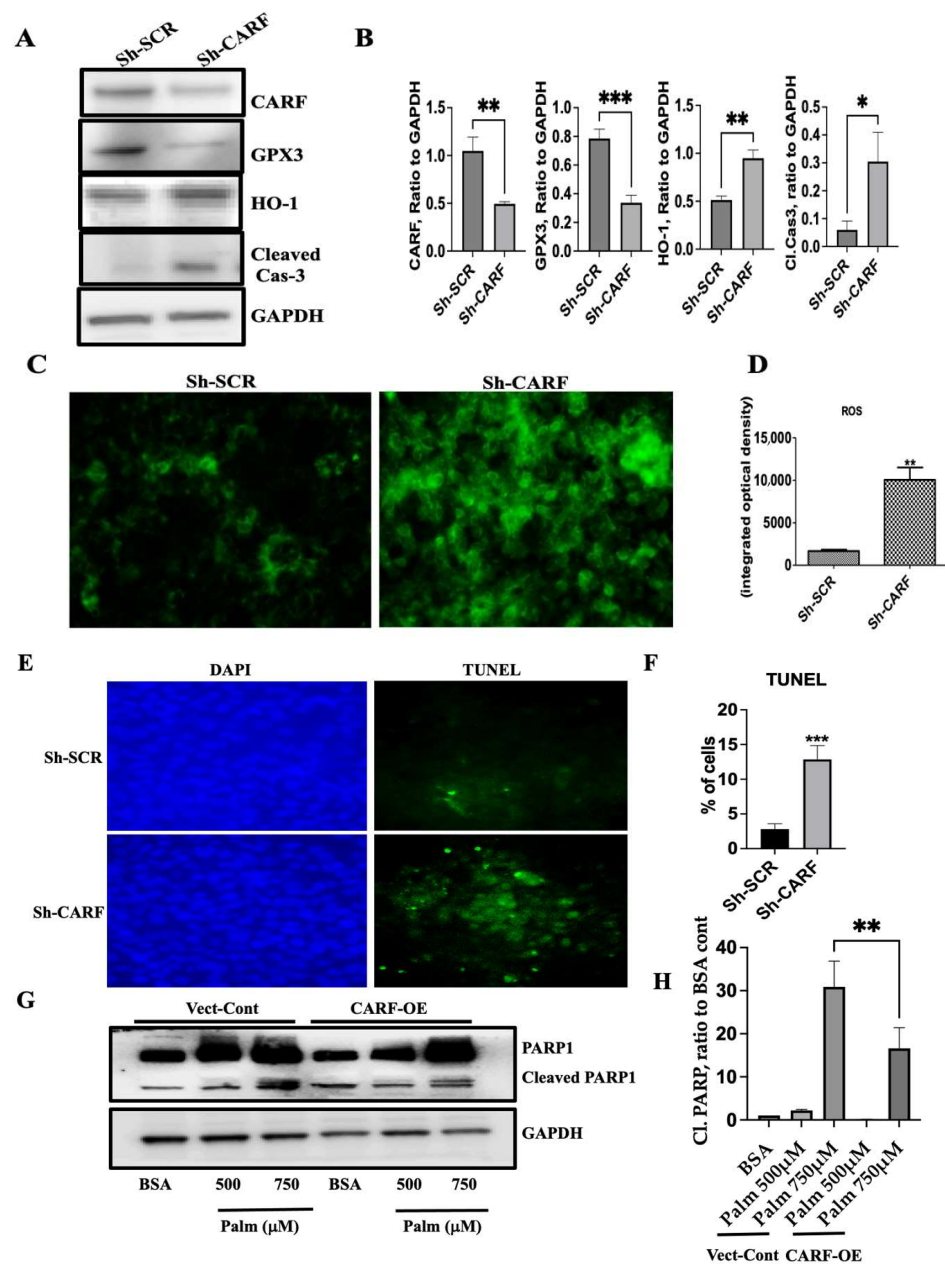 A
Sh-SCR
Sh-CARF
CARF
GPX3
HO-1
Cleaved
Cas-3
GAPDH
B
CARF, Ratio to GAPDH
1.5
1.0
0.5
0.0
**
Sh-SCR
Sh-CARF
GPX3, Ratio to GAPDH
1.0
0.8
0.6
0.4
0.2
0.0
***
Sh-SCR
Sh-CARF
HO-1, Ratio to GAPDH
1.5
1.0
0.5
0.0
**
Sh-SCR
Sh-CARF
Cl.Cas3, ratio to GAPDH
0.5
0.4
0.3
0.2
0.1
0.0
*
Sh-SCR
Sh-CARF
C
Sh-SCR
Sh-CARF
D
ROS
(integrated optical density)
15,000
10.000
5000
0
**
Sh-SCR
Sh-CARF
E
DAPI
TUNEL
Sh-SCR
Sh-CARF
F
TUNEL
% of cells
20
15
10
5
0
***
Sh-SCR
Sh-CARF
G
Vect-Cont
CARF-OE
PARP1
Cleaved PARP1
GAPDH
BSA 500 750 BSA 500 750
Palm (µM) Palm (µM)
H
Cl. PARP, ratio to BSA cont
40
30
20
10
0
**
BSA
Palm 500µM
Palm 750µM
Palm 500µM
Palm 750µM
Vect-Cont CARF-OE